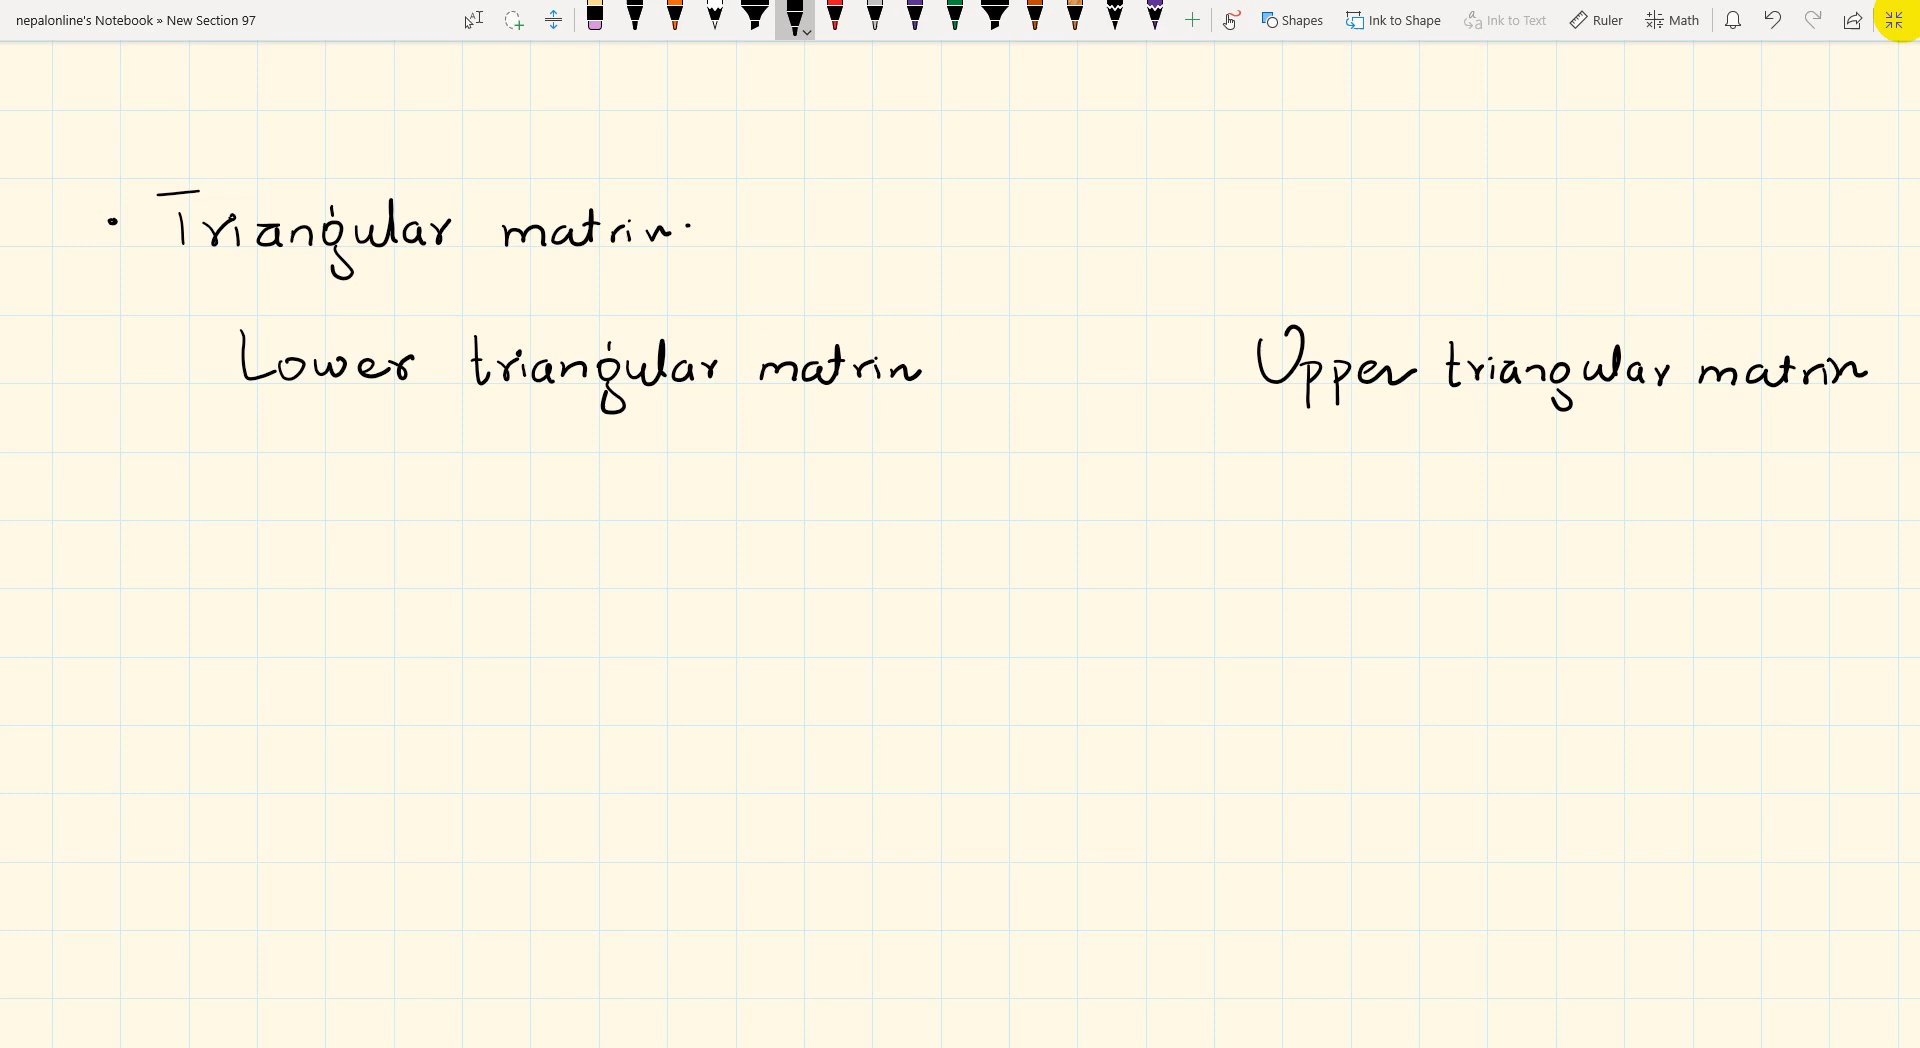 nepalonline's Notebook » New Section 97
Shapes Ink to Shape Ink to Text Ruler Math
• Triangular matrix.
Lower triangular matrix Upper triangular matrix